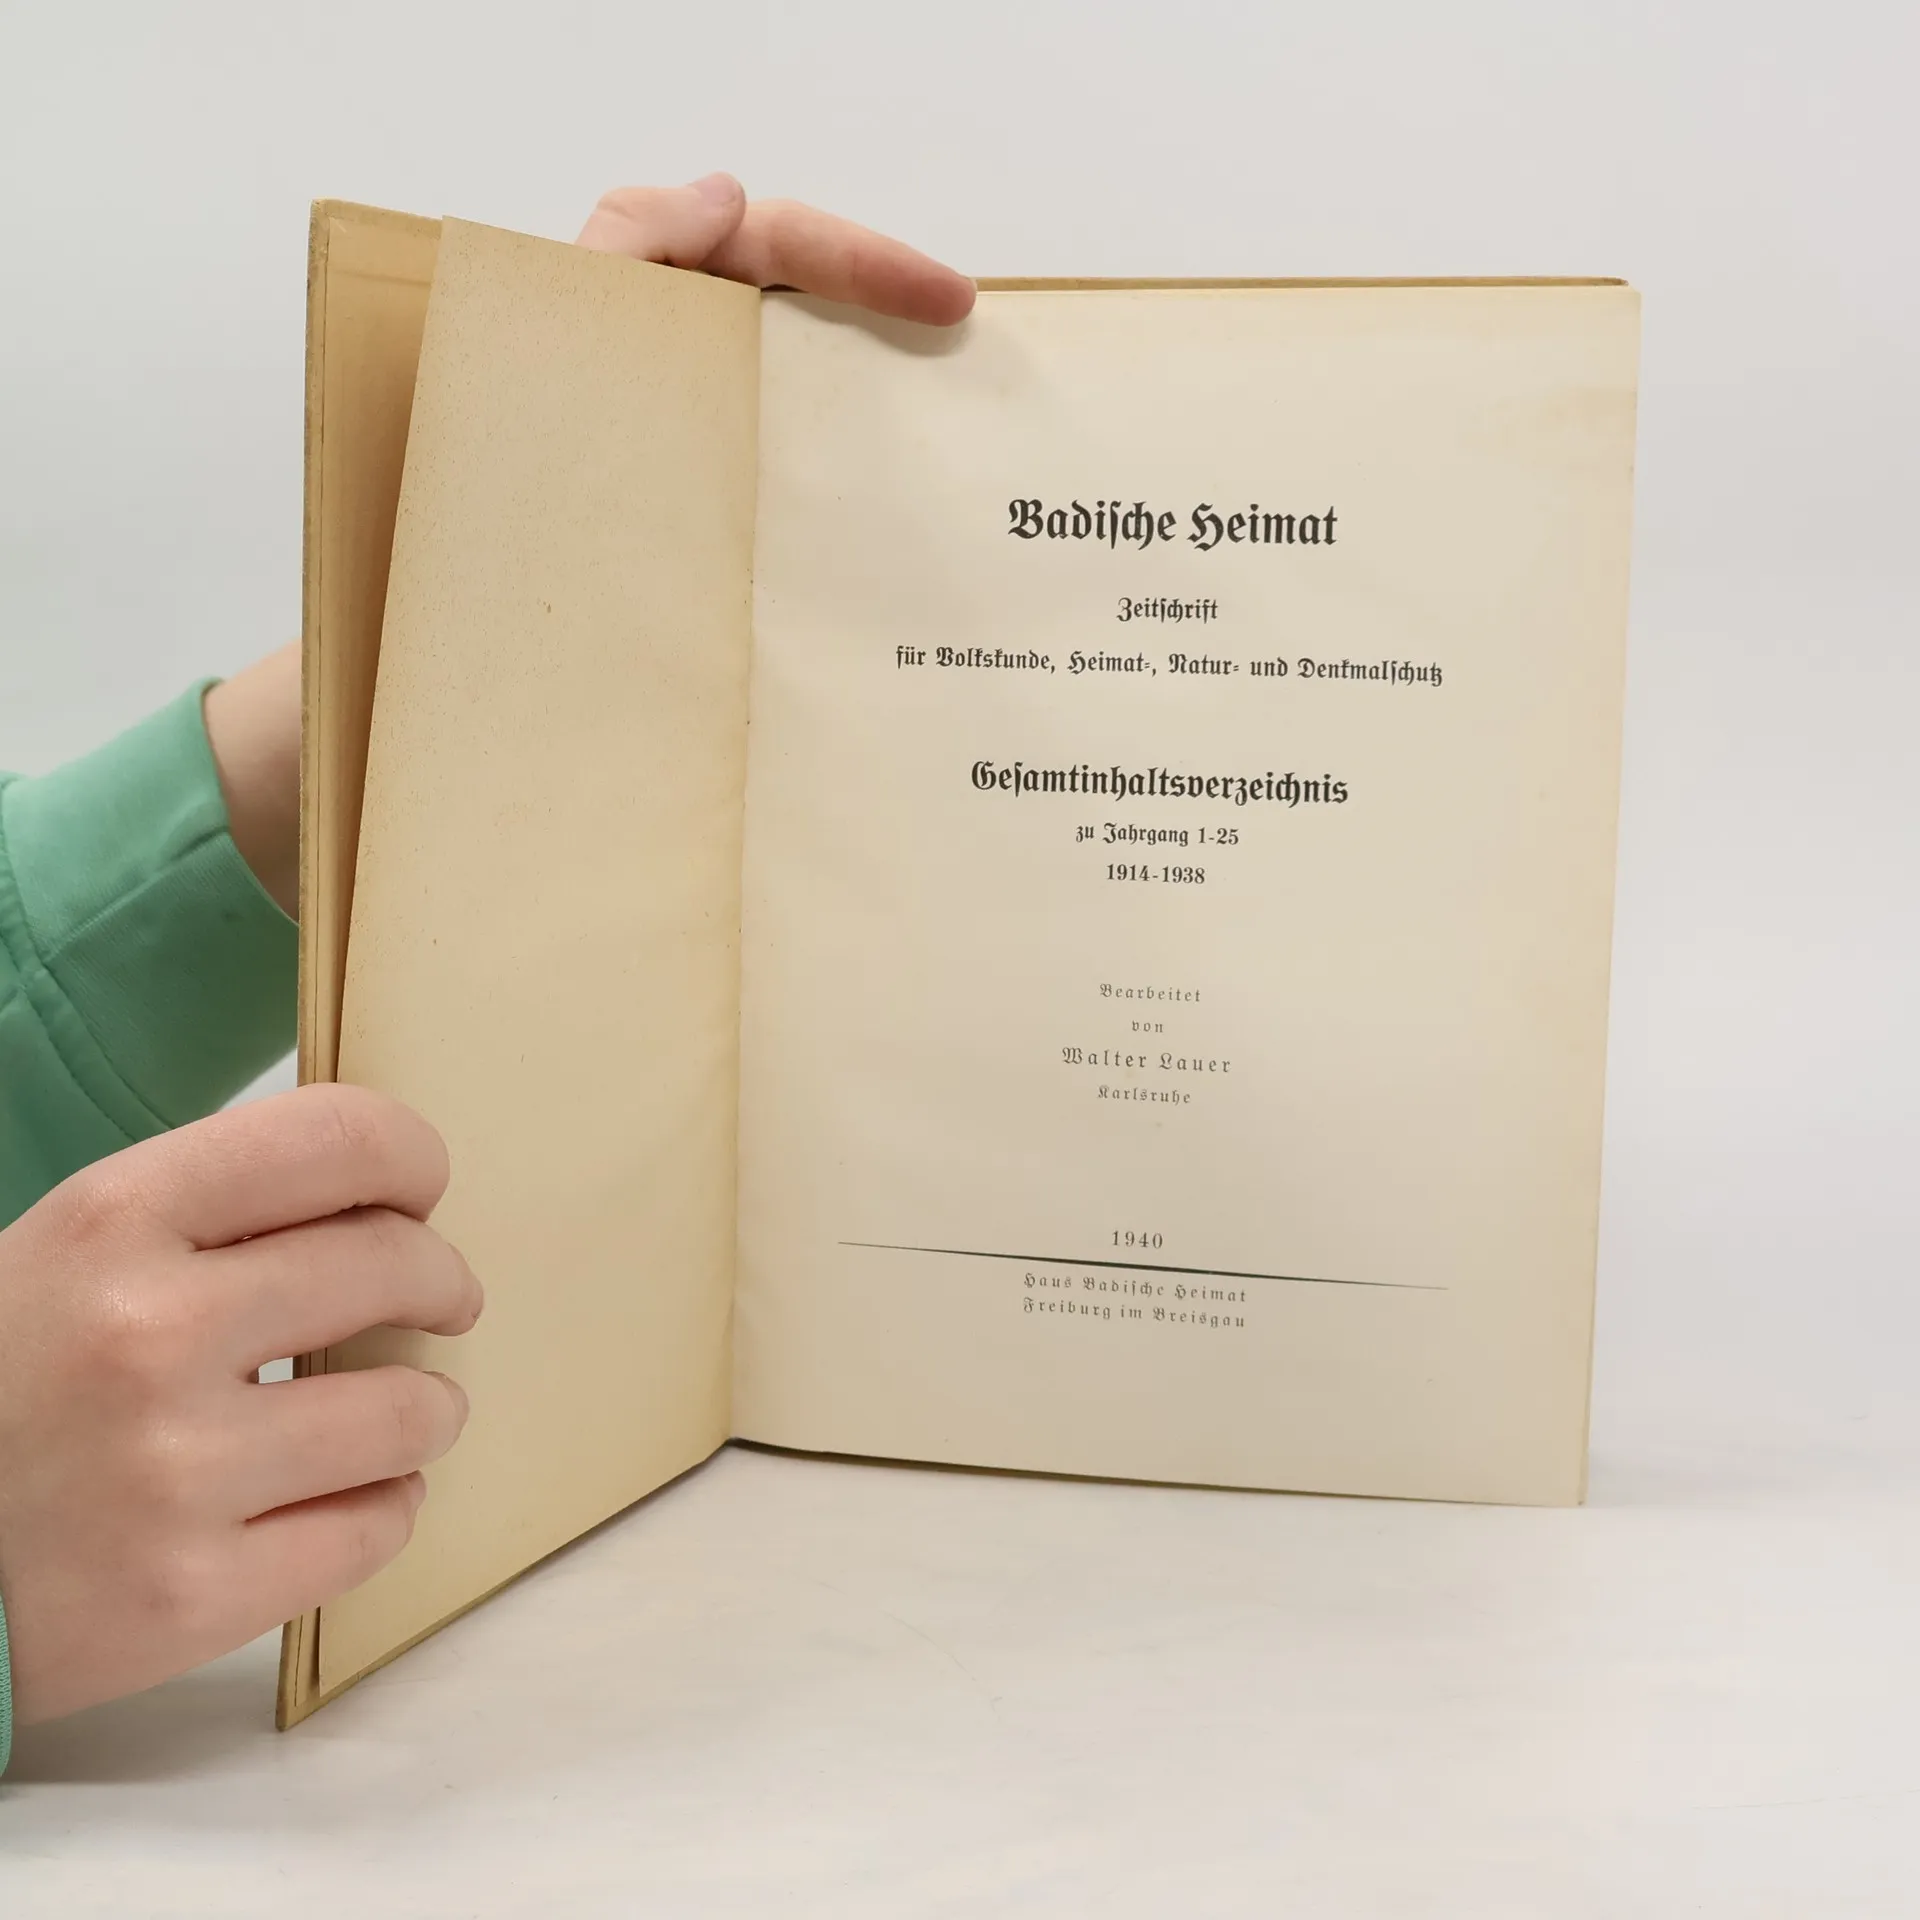 Badische Heimat
Zeitschrift
für Volkskunde, Heimat-, Natur- und Denkmalschutz
Gesamtinhaltsverzeichnis
zu Jahrgang 1-25
1914-1938
Bearbeitet
von
Walter Lauer
Karlsruhe
1940
Haus Badische Heimat
Freiburg im Breisgau